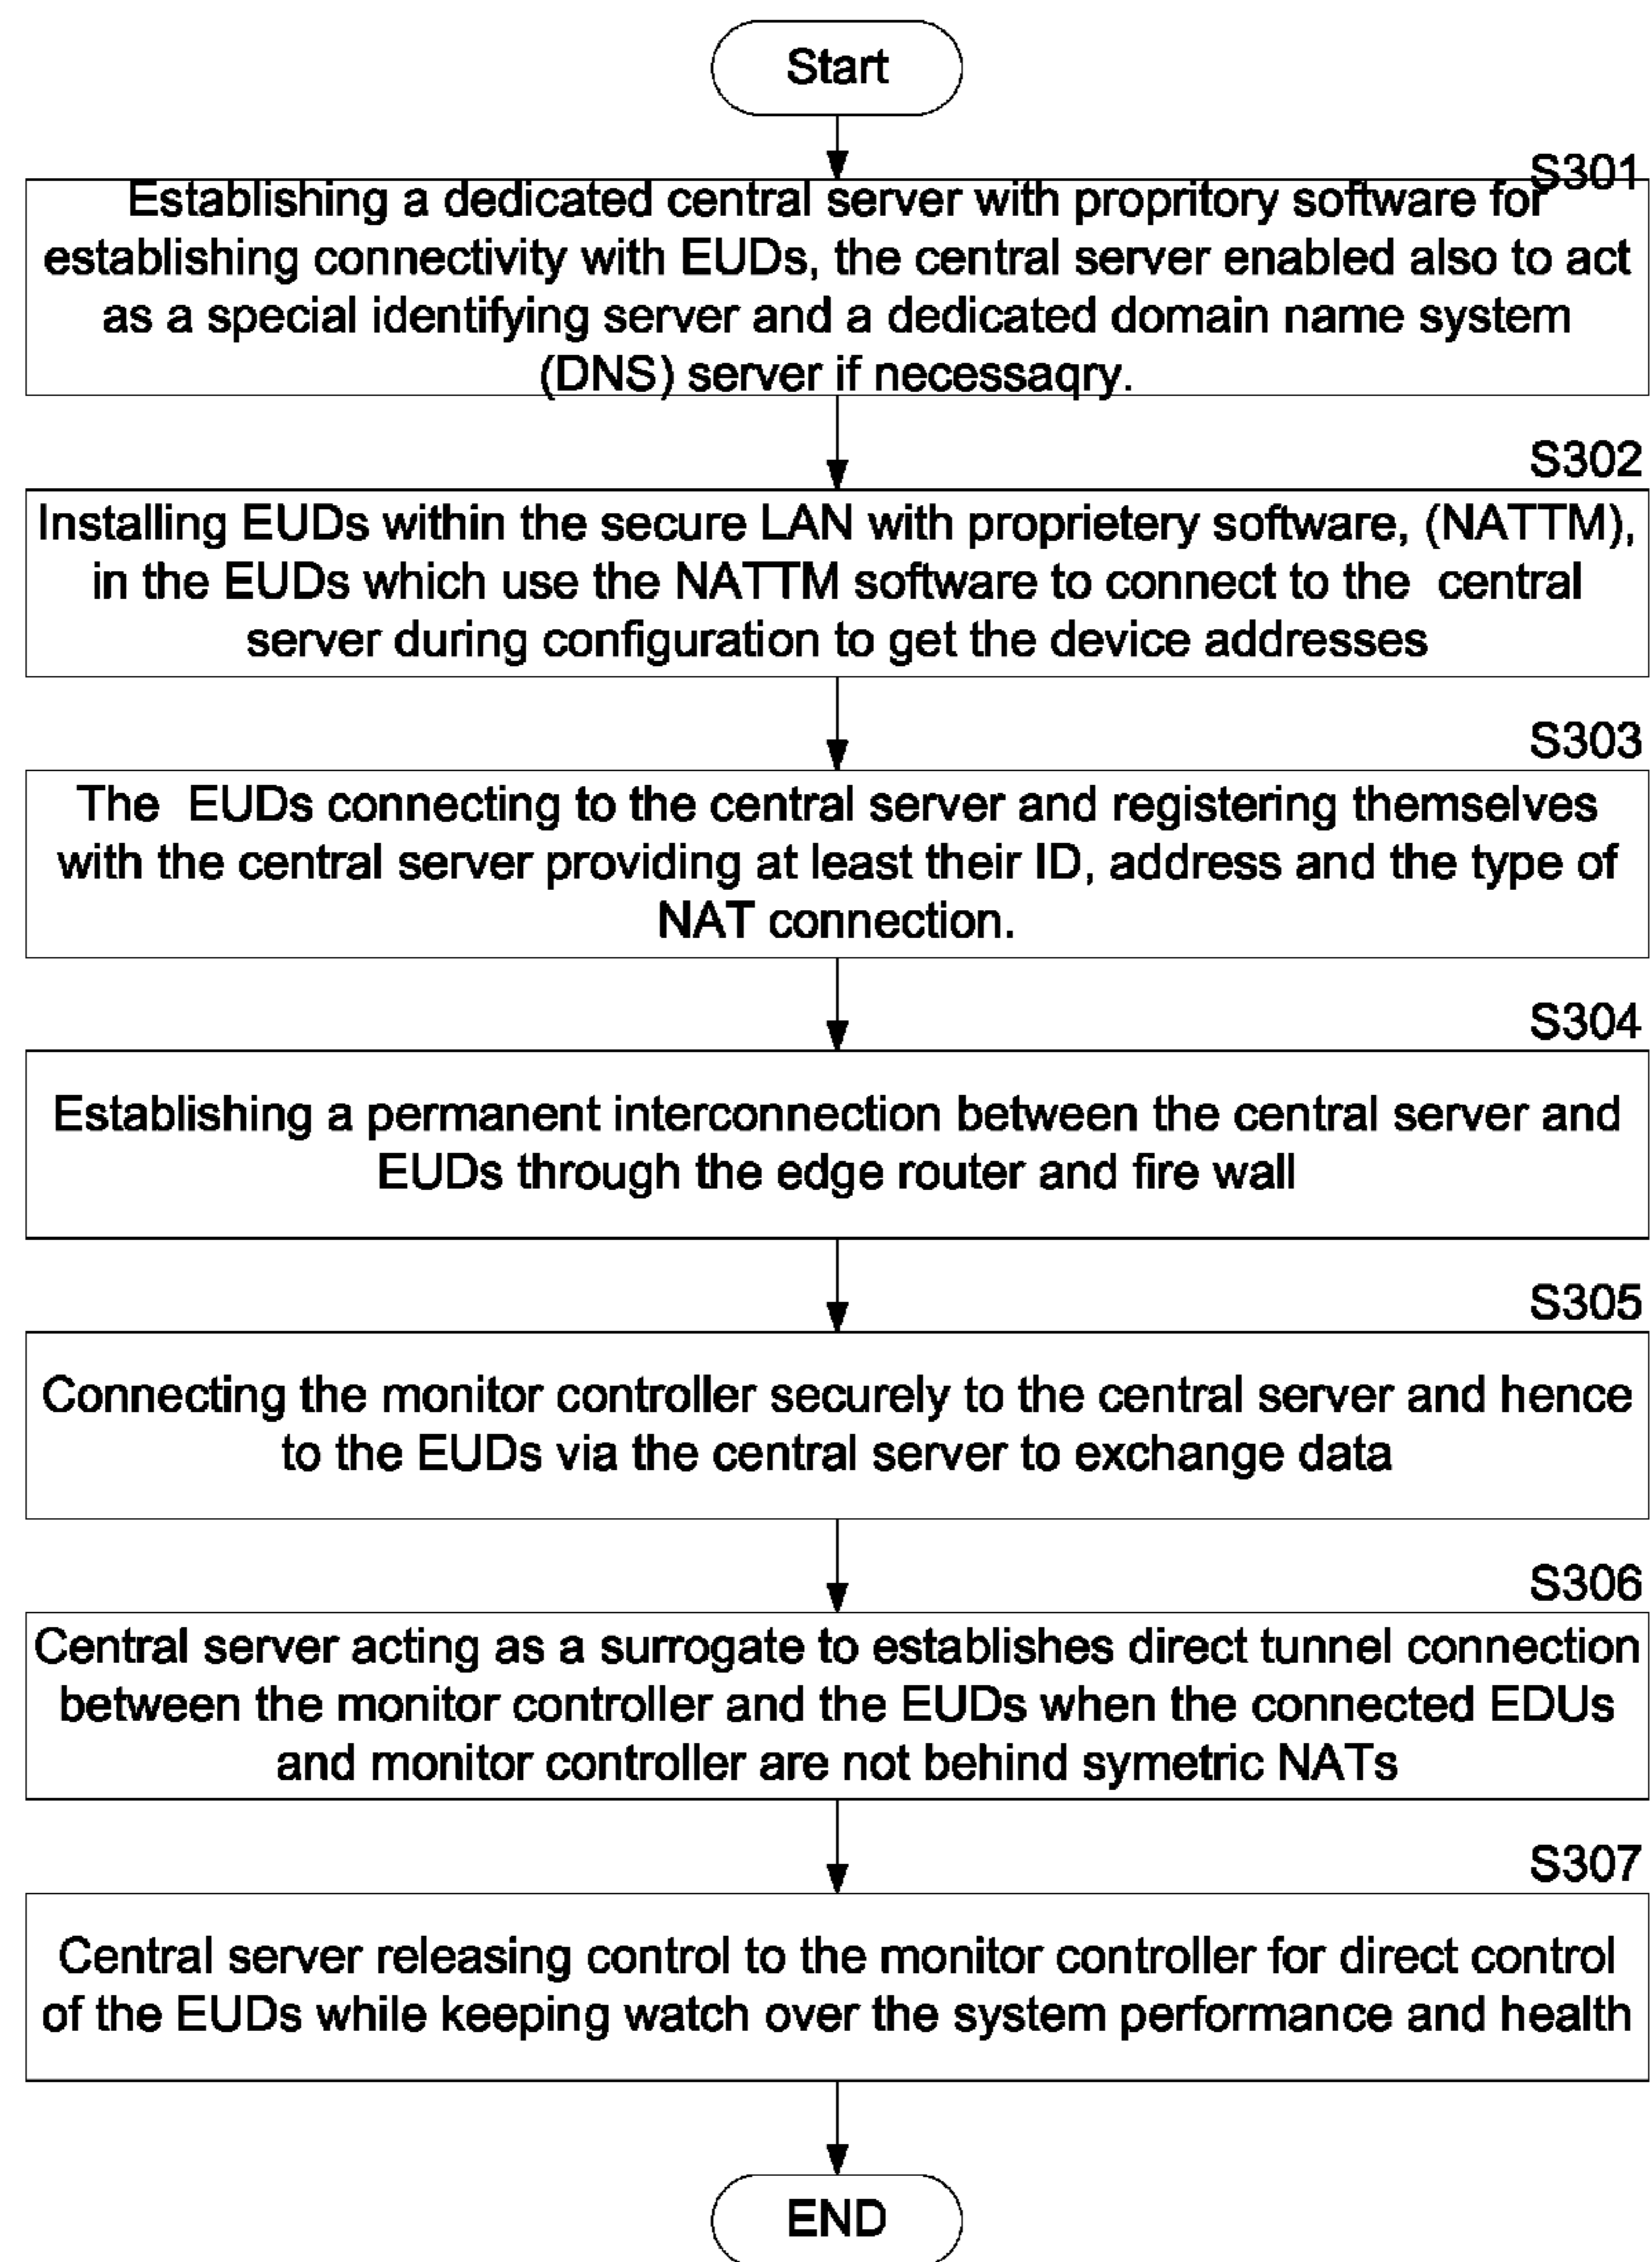 Start
S301
Establishing a dedicated central server with propritory software for
establishing connectivity with EUDs, the central server enabled also to act
as a special identifying server and a dedicated domain name system
(DNS) server if necessaqry.
S302
Installing EUDs within the secure LAN with proprietery software, (NATTM),
in the EUDs which use the NATTM software to connect to the central
server during configuration to get the device addresses
S303
The EUDs connecting to the central server and registering themselves
with the central server providing at least their ID, address and the type of
NAT connection.
S304
Establishing a permanent interconnection between the central server and
EUDs through the edge router and fire wall
S305
Connecting the monitor controller securely to the central server and hence
to the EUDs via the central server to exchange data
S306
Central server acting as a surrogate to establishes direct tunnel connection
between the monitor controller and the EUDs when the connected EDUs
and monitor controller are not behind symetric NATs
S307
Central server releasing control to the monitor controller for direct control
of the EUDs while keeping watch over the system performance and health
END